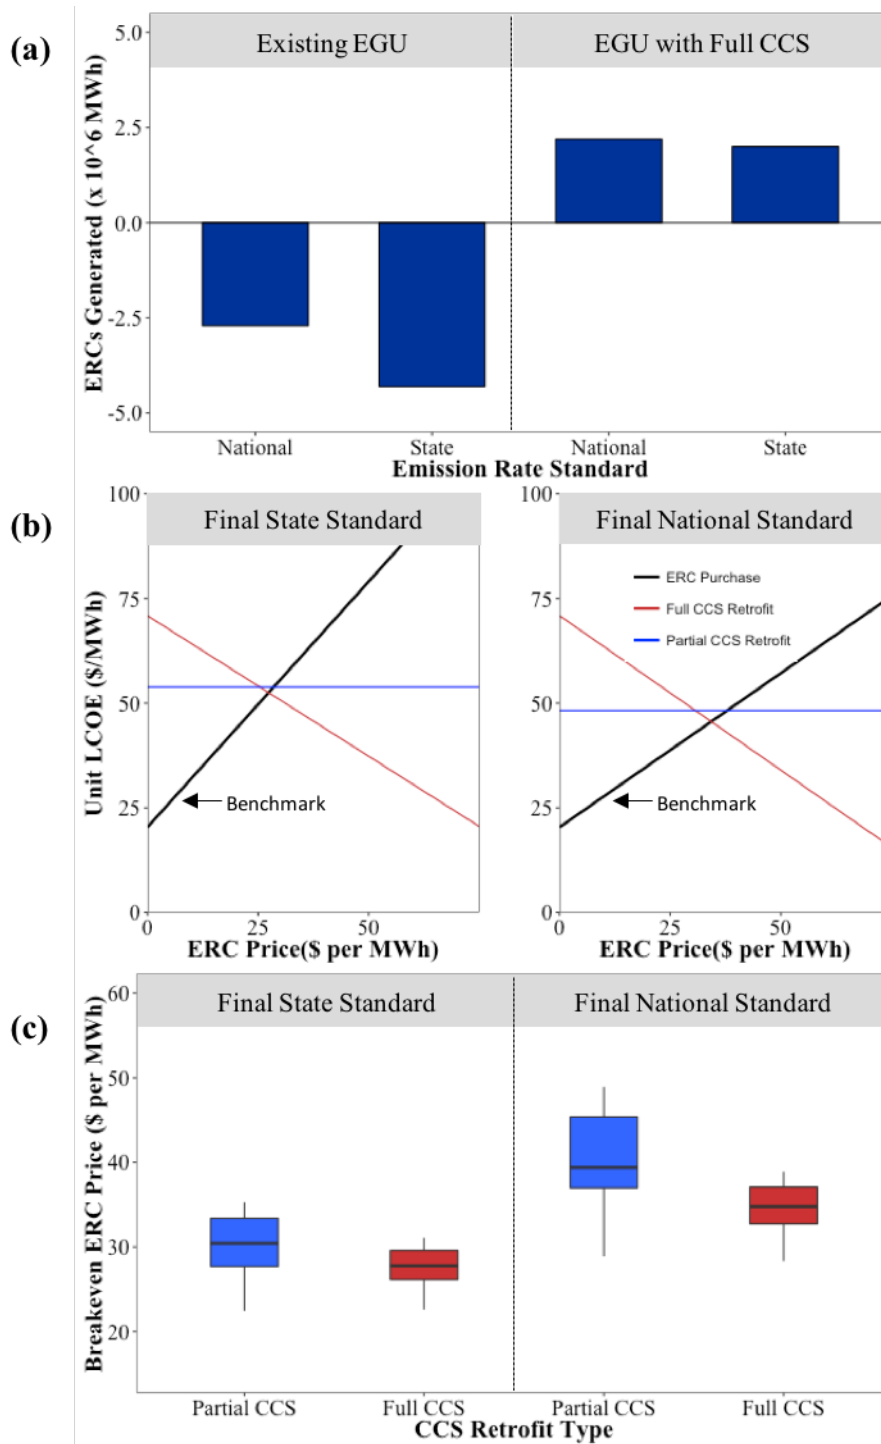 (a)
Existing EGU
EGU with Full CCS
ERCs Generated (x 10^6 MWh)
5.0
2.5
0.0
-2.5
-5.0
National
State
National
State
Emission Rate Standard
(b)
Final State Standard
Final National Standard
Unit LCOE ($/MWh)
100
75
50
25
0
Benchmark
0
25
50
ERC Price($ per MWh)
100
75
50
25
0
ERC Purchase
Full CCS Retrofit
Partial CCS Retrofit
Benchmark
0
25
50
ERC Price($ per MWh)
(c)
Final State Standard
Final National Standard
Breakeven ERC Price ($ per MWh)
60
50
40
30
20
Partial CCS
Full CCS
Partial CCS
Full CCS
CCS Retrofit Type